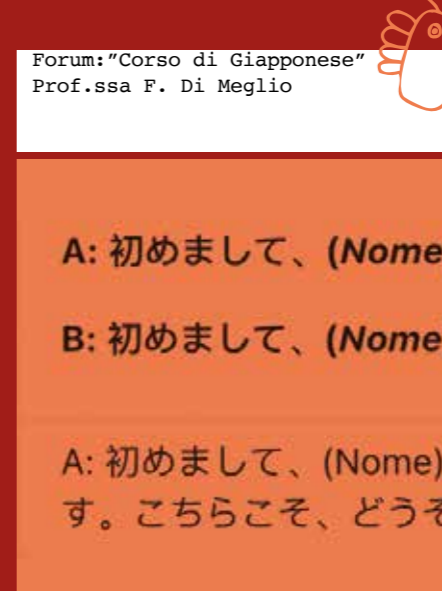 Forum:"Corso di Giapponese"
Prof.ssa F. Di Meglio
A: 初めまして、(Nome
B: 初めまして、(Nome
A: 初めまして、(Nome)
す。こちらこそ、どうぞ